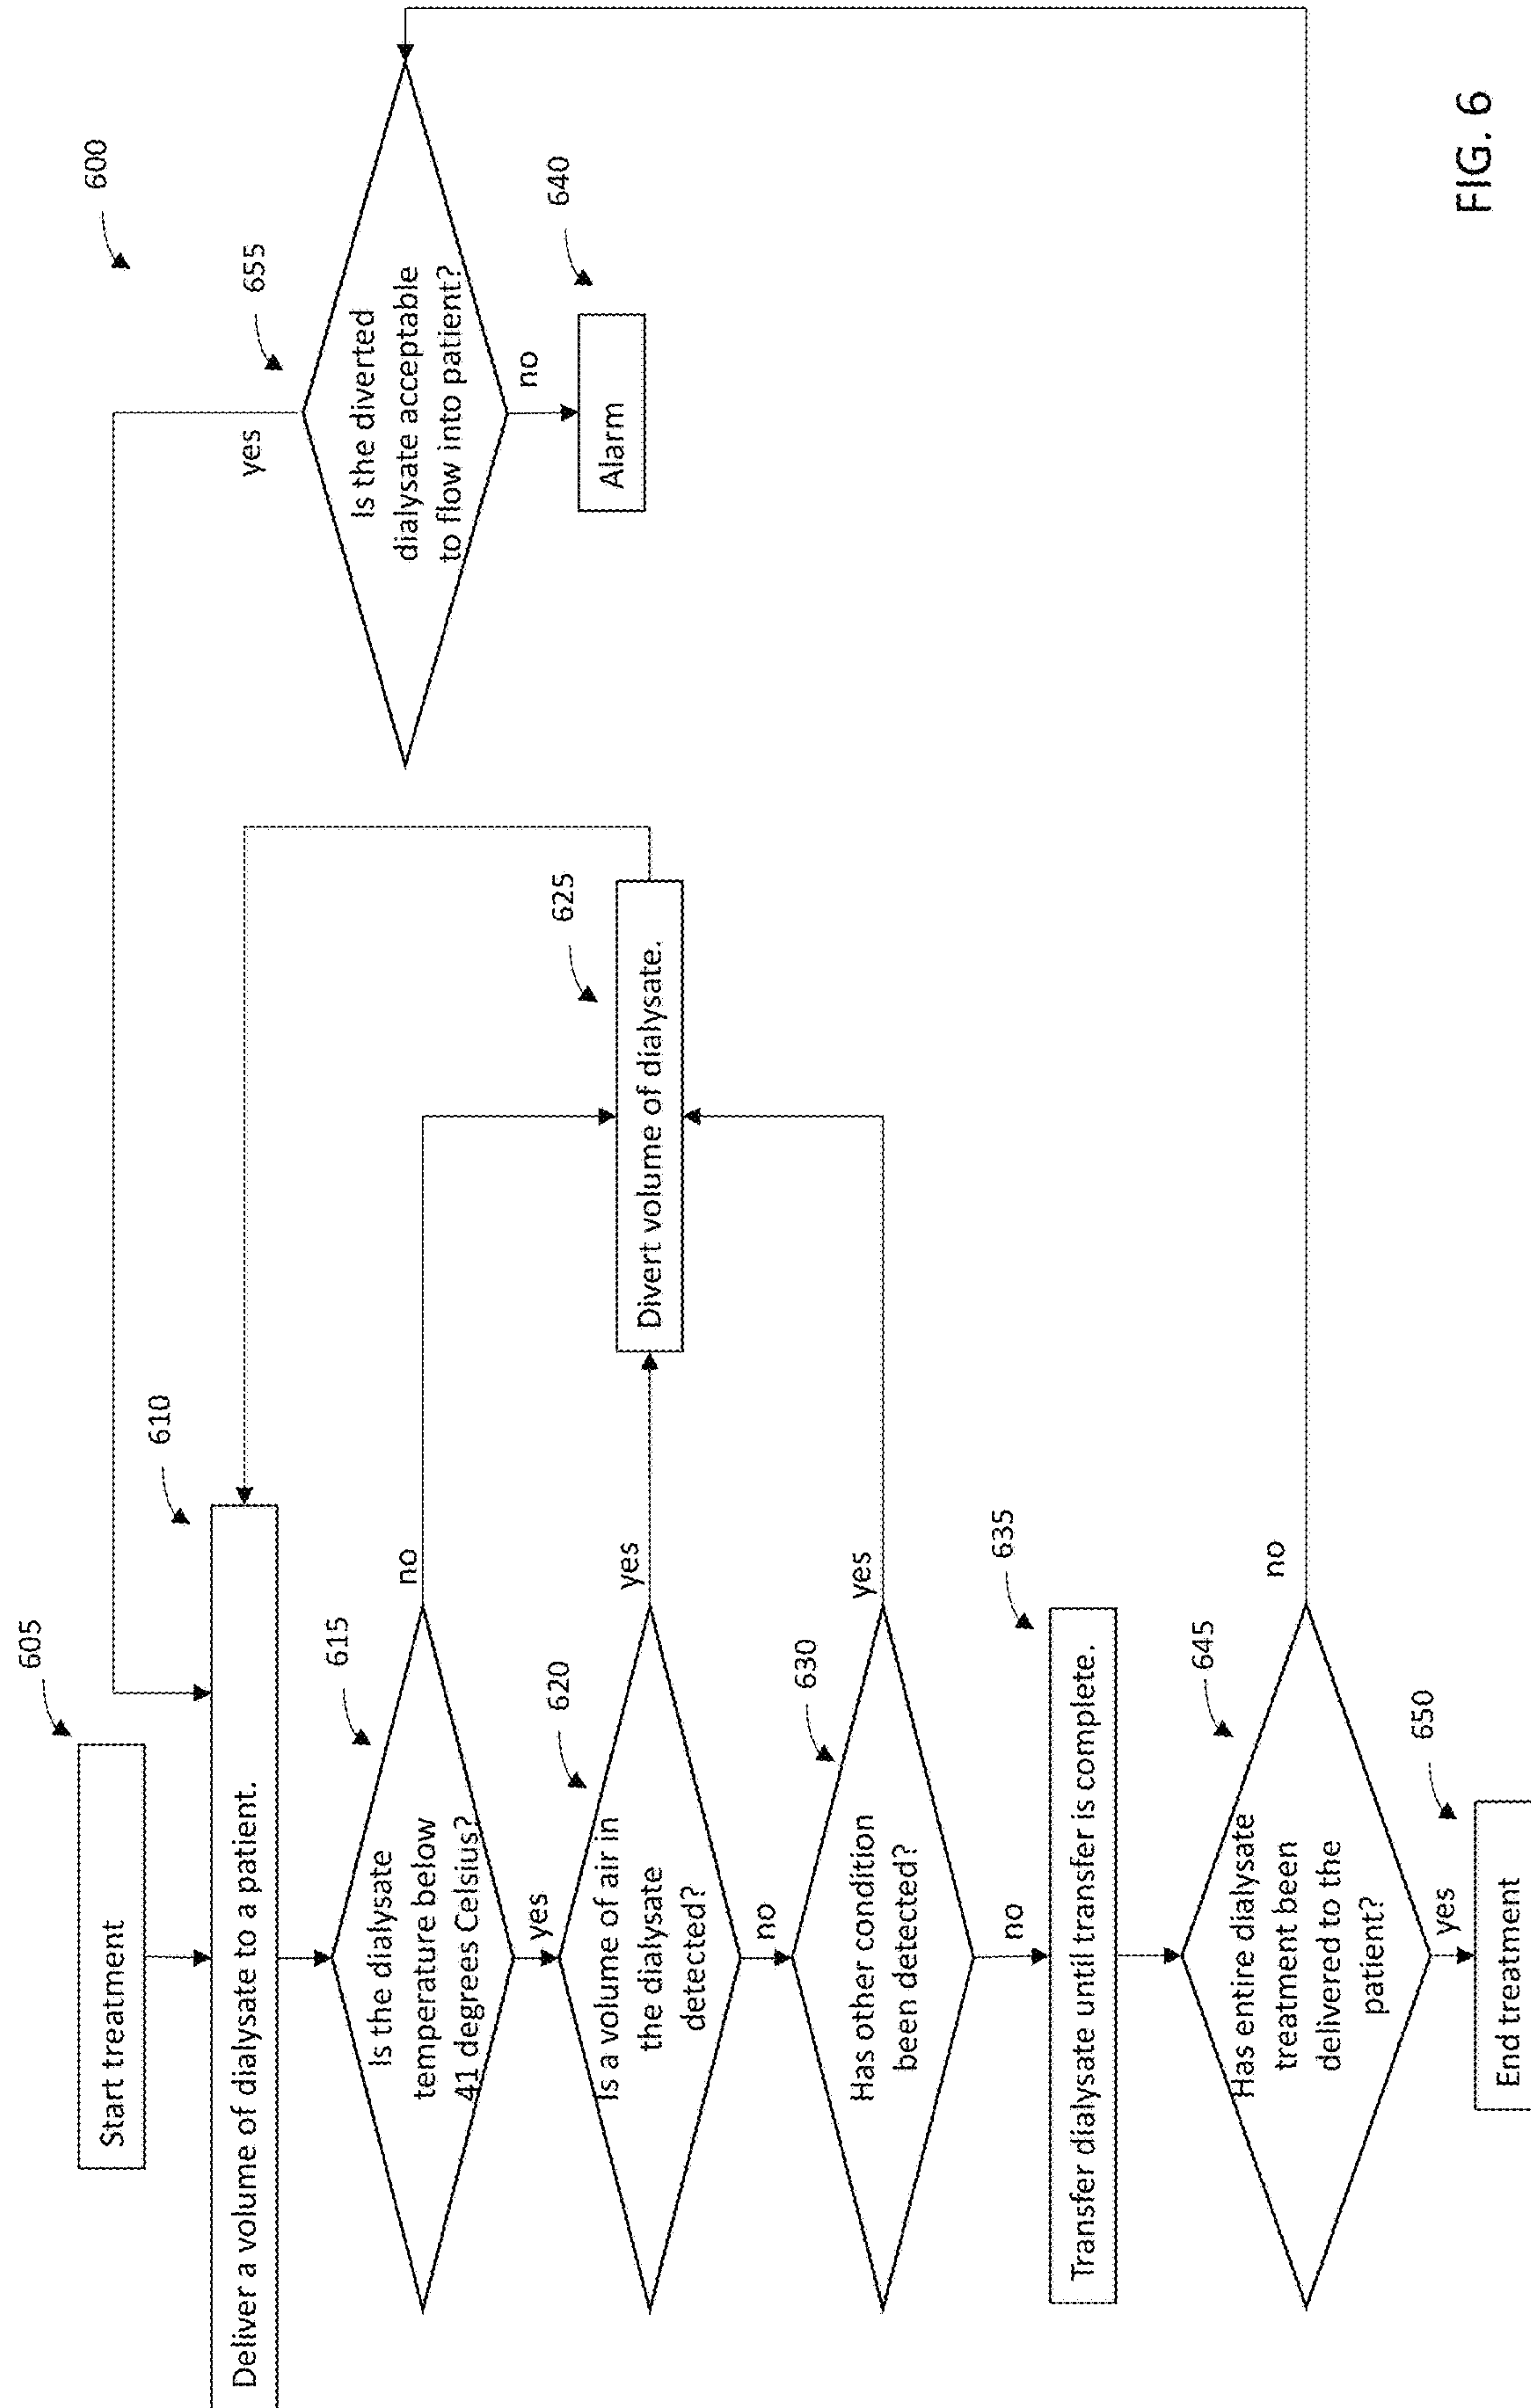 600
605
Start treatment
610
Deliver a volume of dialysate to a patient.
615
Is the dialysate
temperature below
41 degrees Celsius?
no
yes
620
Is a volume of air in
the dialysate
detected?
yes
no
625
Divert volume of dialysate.
630
Has other condition
been detected?
yes
no
635
Transfer dialysate until transfer is complete.
645
Has entire dialysate
treatment been
delivered to the
patient?
no
yes
650
End treatment
655
Is the diverted
dialysate acceptable
to flow into patient?
yes
no
640
Alarm
FIG. 6